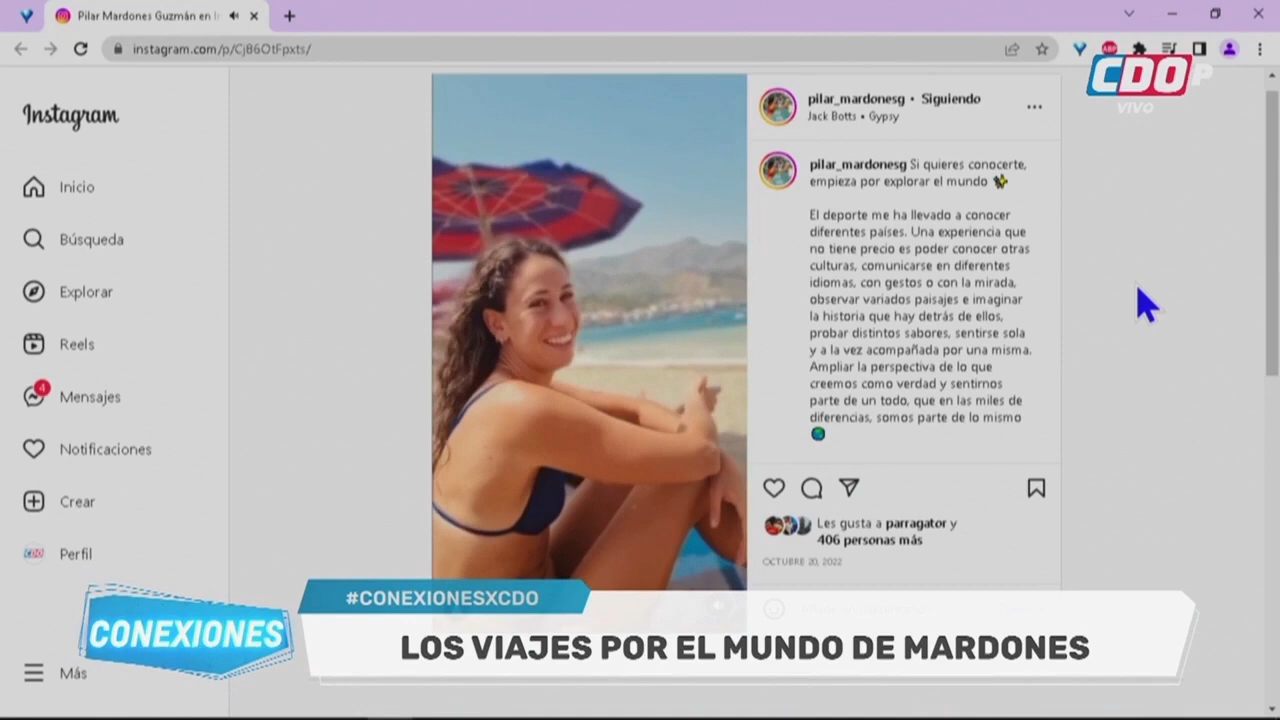 Pilar Mardones Guzmán en I
instagram.com/p/Cj86OtFpxts/
ABP
CDOP
VIVO
Instagram
Inicio
Búsqueda
Explorar
Reels
4
Mensajes
Notificaciones
Crear
CDO Perfil
Más
pilar_mardonesg • Siguiendo
Jack Botts • Gypsy
pilar_mardonesg Si quieres conocerte,
empieza por explorar el mundo
El deporte me ha llevado a conocer
diferentes países. Una experiencia que
no tiene precio es poder conocer otras
culturas, comunicarse en diferentes
idiomas, con gestos o con la mirada,
observar variados paisajes e imaginar
la historia que hay detrás de ellos,
probar distintos sabores, sentirse sola
y a la vez acompañada por una misma.
Ampliar la perspectiva de lo que
creemos como verdad y sentirnos
parte de un todo, que en las miles de
diferencias, somos parte de lo mismo
Les gusta a parragator y
406 personas más
OCTUBRE 20, 2022
#CONEXIONESXCDO
CONEXIONES
LOS VIAJES POR EL MUNDO DE MARDONES